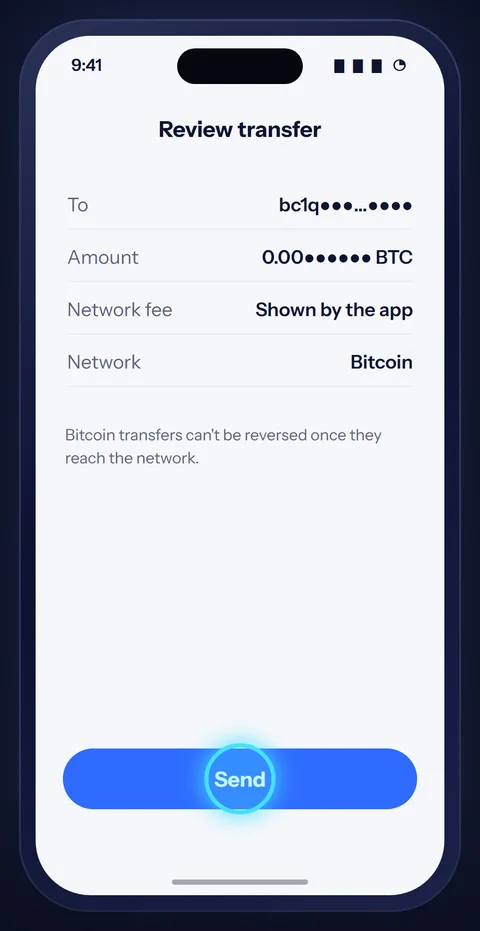 9:41
Review transfer
To bc1q●●●...●●●●
Amount 0.00●●●●●● BTC
Network fee Shown by the app
Network Bitcoin
Bitcoin transfers can't be reversed once they
reach the network.
Send